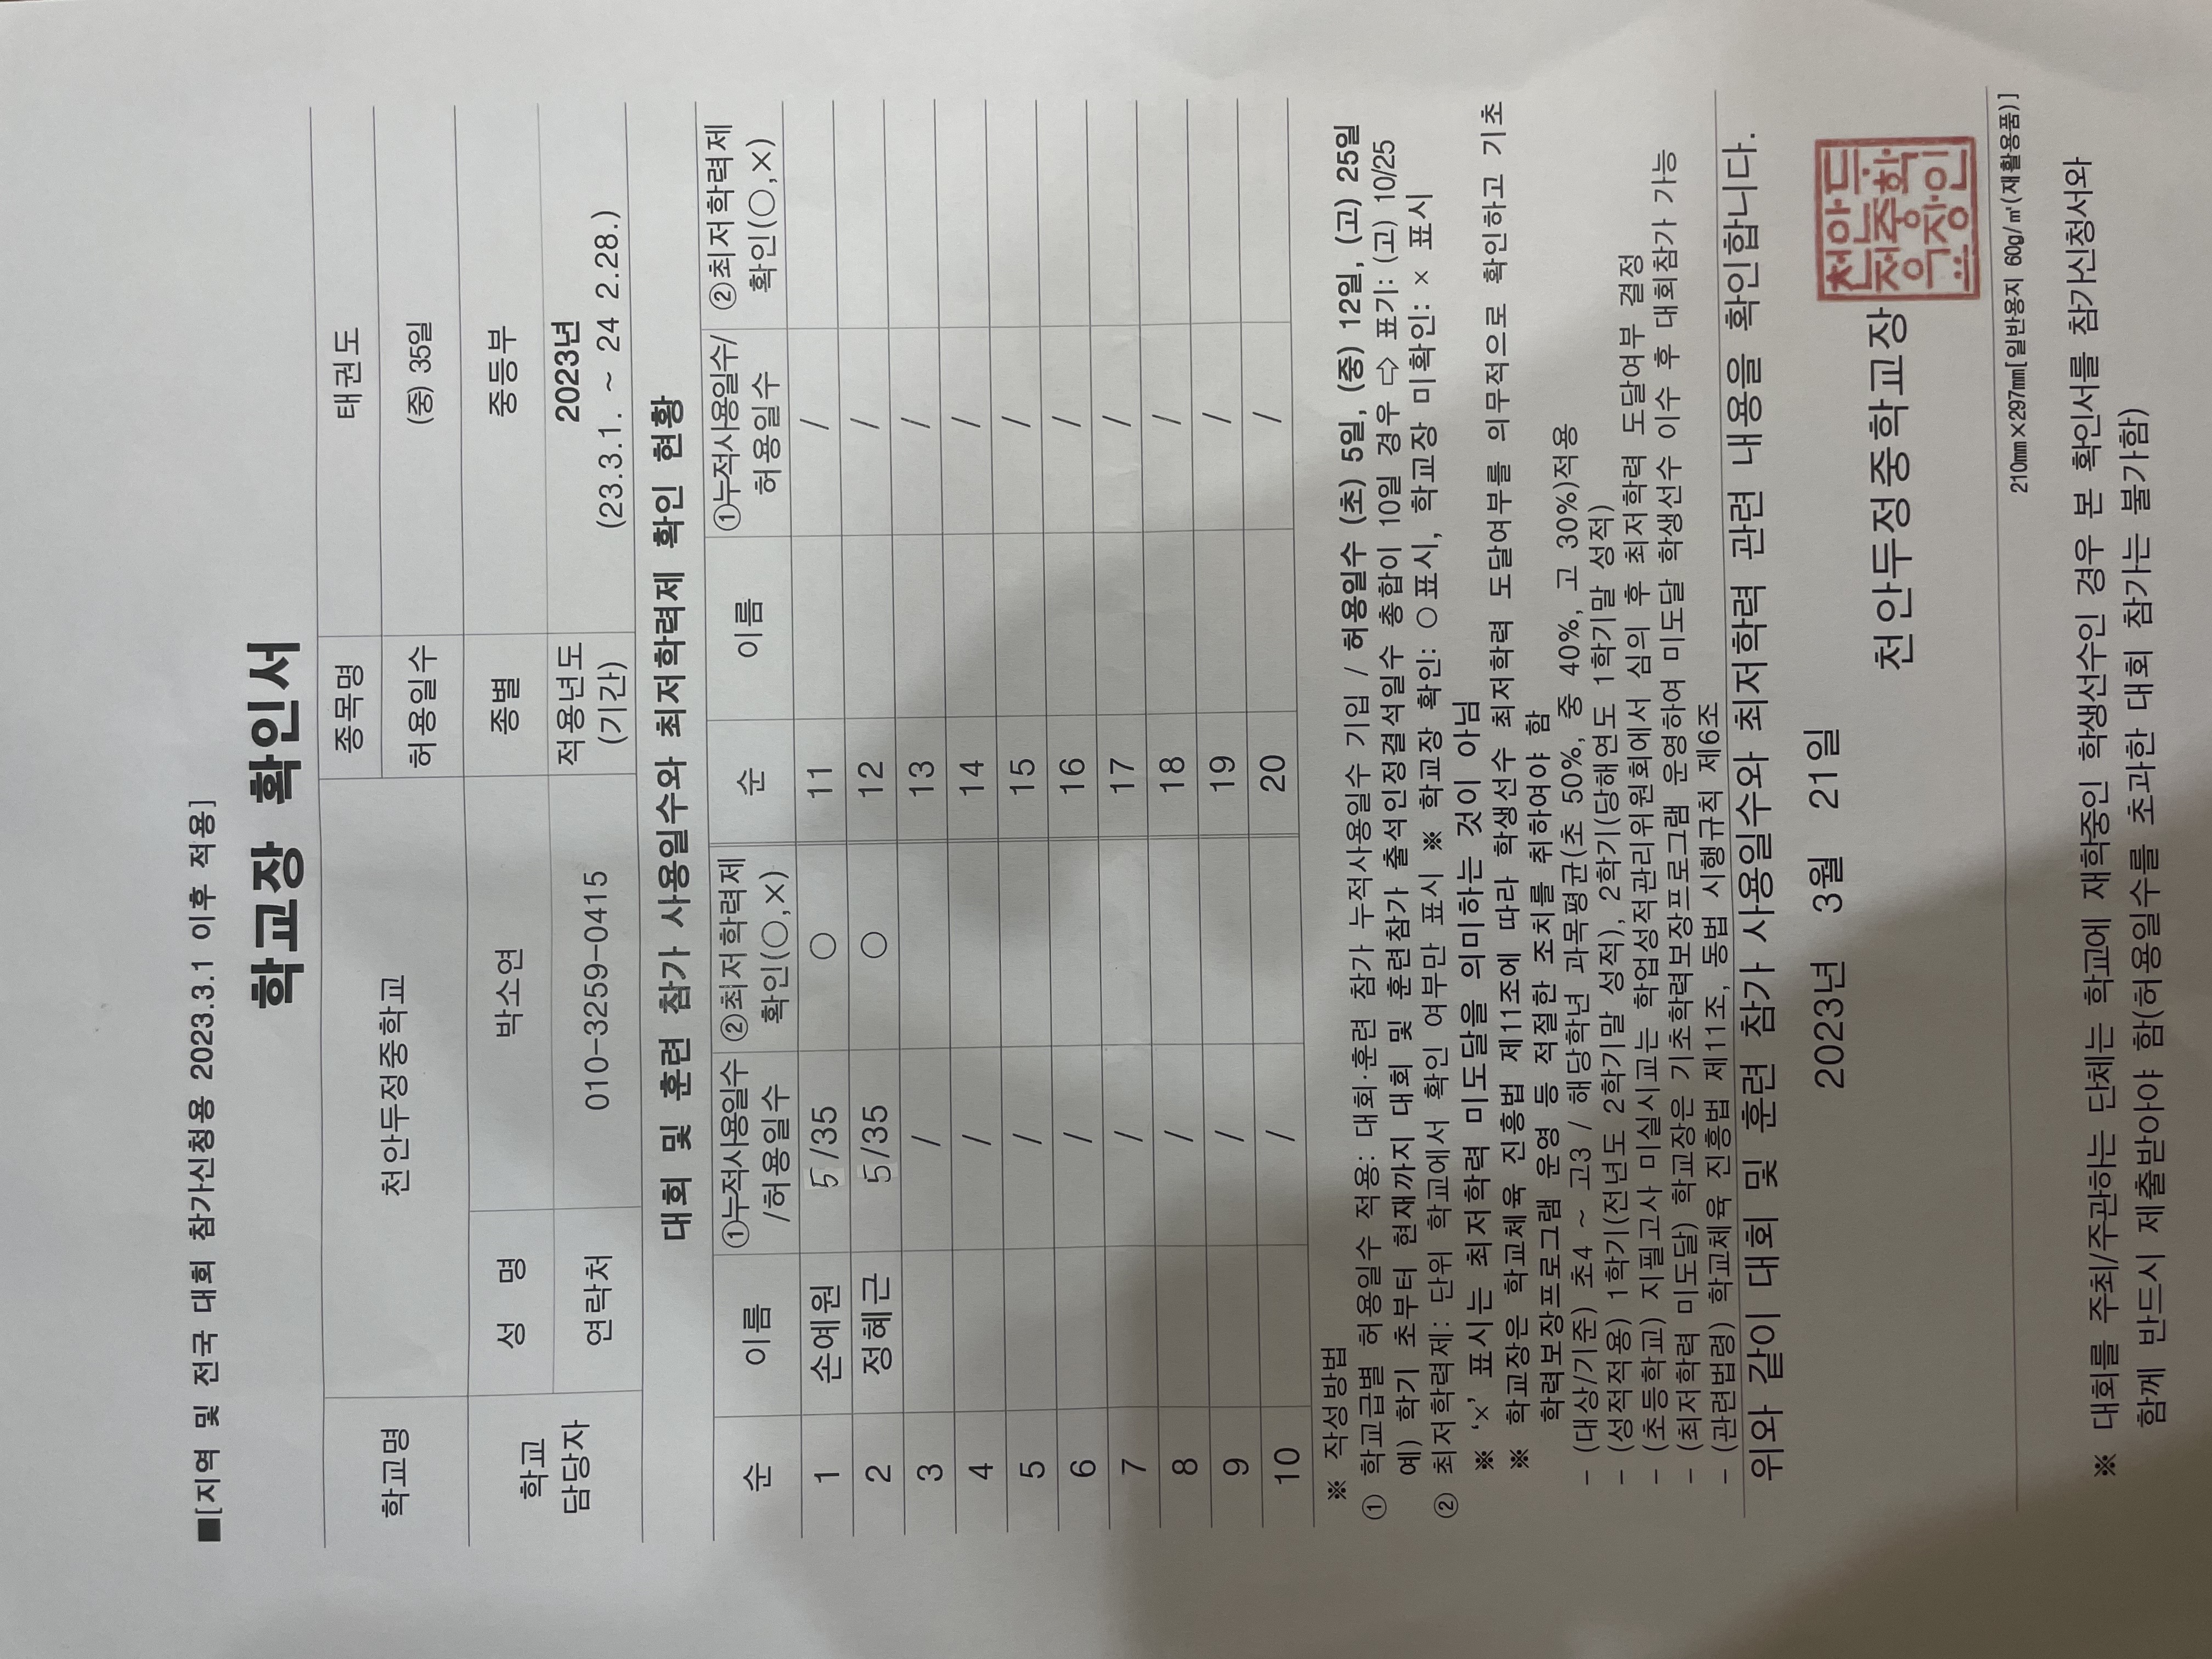 ■[지역 및 전국 대회 참가신청용 2023.3.1 이후 적용]
학교장 확인서
학교명 천안두정중학교 종목명 태권도
허용일수 (중) 35일
학교 담당자 성 명 박소연 종별 중등부
연락처 010-3259-0415 적용년도 (기간) 2023년 (23.3.1. ~ 24 2.28.)
대회 및 훈련 참가 사용일수와 최저학력제 확인 현황
순 이름 ①누적사용일수 /허용일수 ②최저학력제 확인(○,×) 순 이름 ①누적사용일수/ 허용일수 ②최저학력제 확인(○,×)
1 손예원 5/35 ○ 11 /
2 정혜근 5/35 ○ 12 /
3 / 13 /
4 / 14 /
5 / 15 /
6 / 16 /
7 / 17 /
8 / 18 /
9 / 19 /
10 / 20 /
※ 작성방법
① 학교급별 허용일수 적용: 대회·훈련 참가 누적사용일수 기입 / 허용일수 (초) 5일, (중) 12일, (고) 25일
예) 학기 초부터 현재까지 대회 및 훈련참가 출석인정결석일수 총합이 10일 경우 ⇨ 표기: (고) 10/25
② 최저학력제: 단위 학교에서 확인 여부만 표시 ※ 학교장 확인: ○ 표시, 학교장 미확인: × 표시
※ ‘×’ 표시는 최저학력 미도달을 의미하는 것이 아님
※ 학교장은 학교체육 진흥법 제11조에 따라 학생선수 최저학력 도달여부를 의무적으로 확인하고 기초
학력보장프로그램 운영 등 적절한 조치를 취하여야 함
- (대상/기준) 초4 ~ 고3 / 해당학년 과목평균(초 50%, 중 40%, 고 30%)적용
- (성적적용) 1학기(전년도 2학기말 성적), 2학기(당해연도 1학기말 성적)
- (초등학교) 지필고사 미실시교는 학업성적관리위원회에서 심의 후 최저학력 도달여부 결정
- (최저학력 미도달) 학교장은 기초학력보장프로그램 운영하여 미도달 학생선수 이수 후 대회참가 가능
- (관련법령) 학교체육 진흥법 제11조, 동법 시행규칙 제6조
위와 같이 대회 및 훈련 참가 사용일수와 최저학력 관련 내용을 확인합니다.
2023년 3월 21일
천안두정중학교장
천안두
정중학
교장인
210㎜×297㎜[일반용지 60g/㎡(재활용품)]
※ 대회를 주최/주관하는 단체는 학교에 재학중인 학생선수인 경우 본 확인서를 참가신청서와
함께 반드시 제출받아야 함(허용일수를 초과한 대회 참가는 불가함)